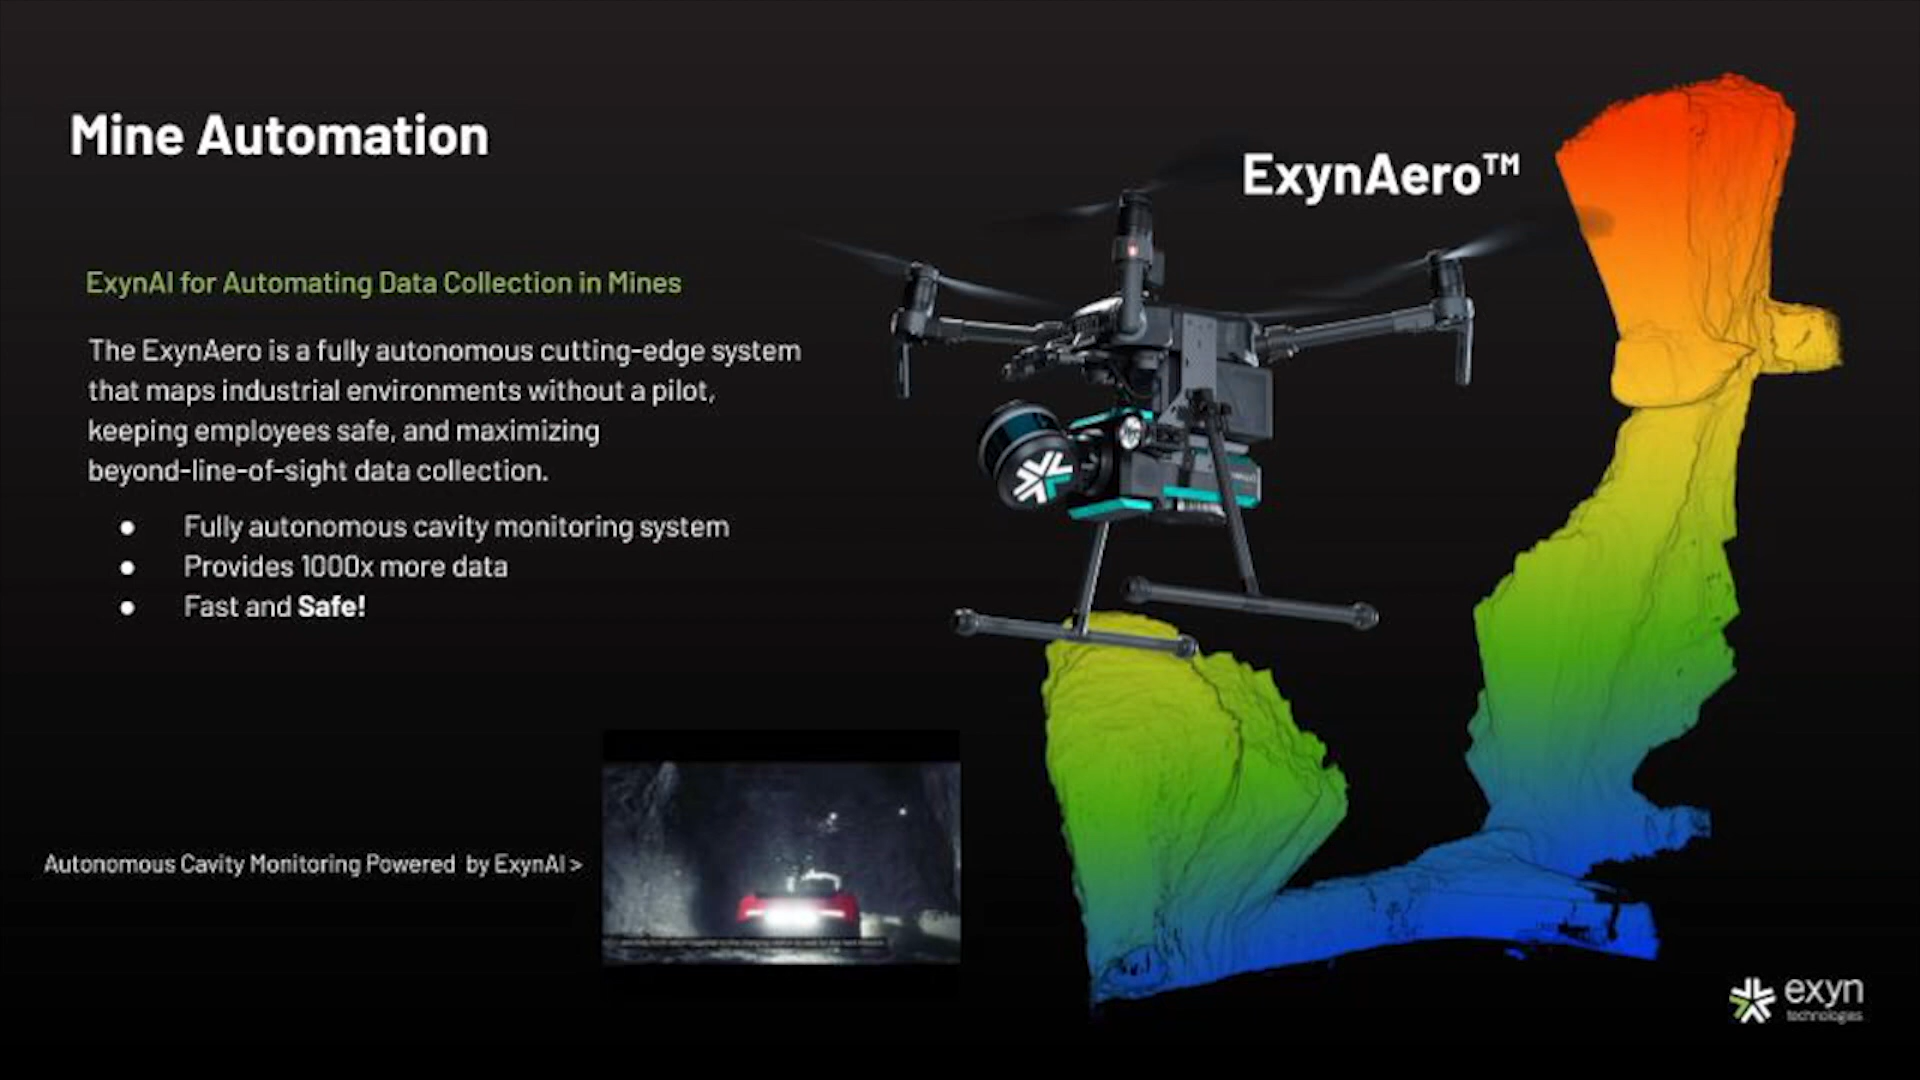 Mine Automation
ExynAero™
ExynAI for Automating Data Collection in Mines
The ExynAero is a fully autonomous cutting-edge system
that maps industrial environments without a pilot,
keeping employees safe, and maximizing
beyond-line-of-sight data collection.
● Fully autonomous cavity monitoring system
● Provides 1000x more data
● Fast and Safe!
Autonomous Cavity Monitoring Powered by ExynAI >
exyn
technologies